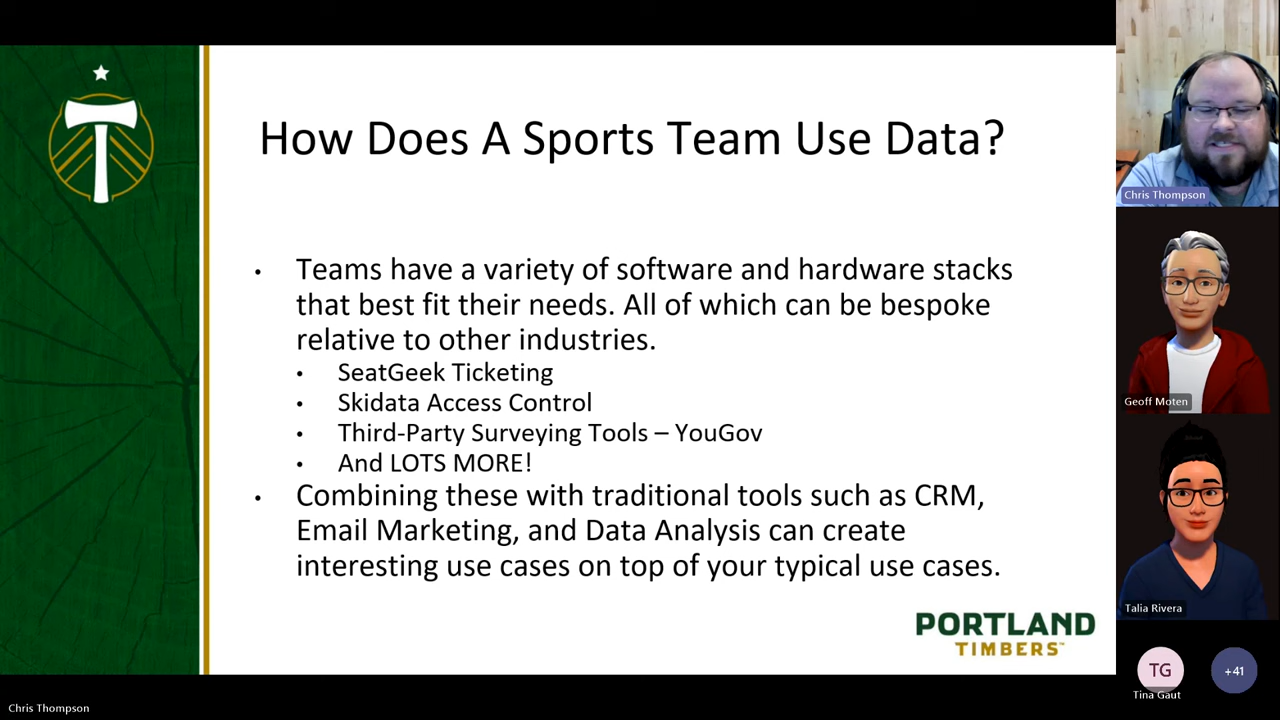 How Does A Sports Team Use Data?
• Teams have a variety of software and hardware stacks
that best fit their needs. All of which can be bespoke
relative to other industries.
• SeatGeek Ticketing
• Skidata Access Control
• Third-Party Surveying Tools – YouGov
• And LOTS MORE!
• Combining these with traditional tools such as CRM,
Email Marketing, and Data Analysis can create
interesting use cases on top of your typical use cases.
PORTLAND
TIMBERS™
Chris Thompson
Geoff Moten
Talia Rivera
TG
+41
Tina Gaut
Chris Thompson